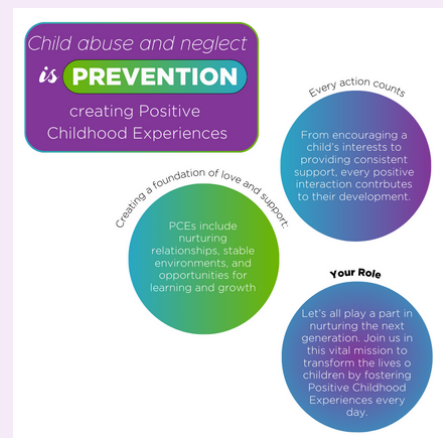 Child abuse and neglect
is PREVENTION
creating Positive
Childhood Experiences
Every action counts
From encouraging a
child's interests to
providing consistent
support, every positive
interaction contrbutes
to their development.
Creating a foundation of love and support:
PCEs include
nurturing
relationships, stable
environments, and
opportunities for
learning and growth
Your Role
Let's all play a part in
nurturing the next
generation. Join us in
this vital mission to
transform the lives o
children by fostering
Positive Childhood
Experiences every
day.